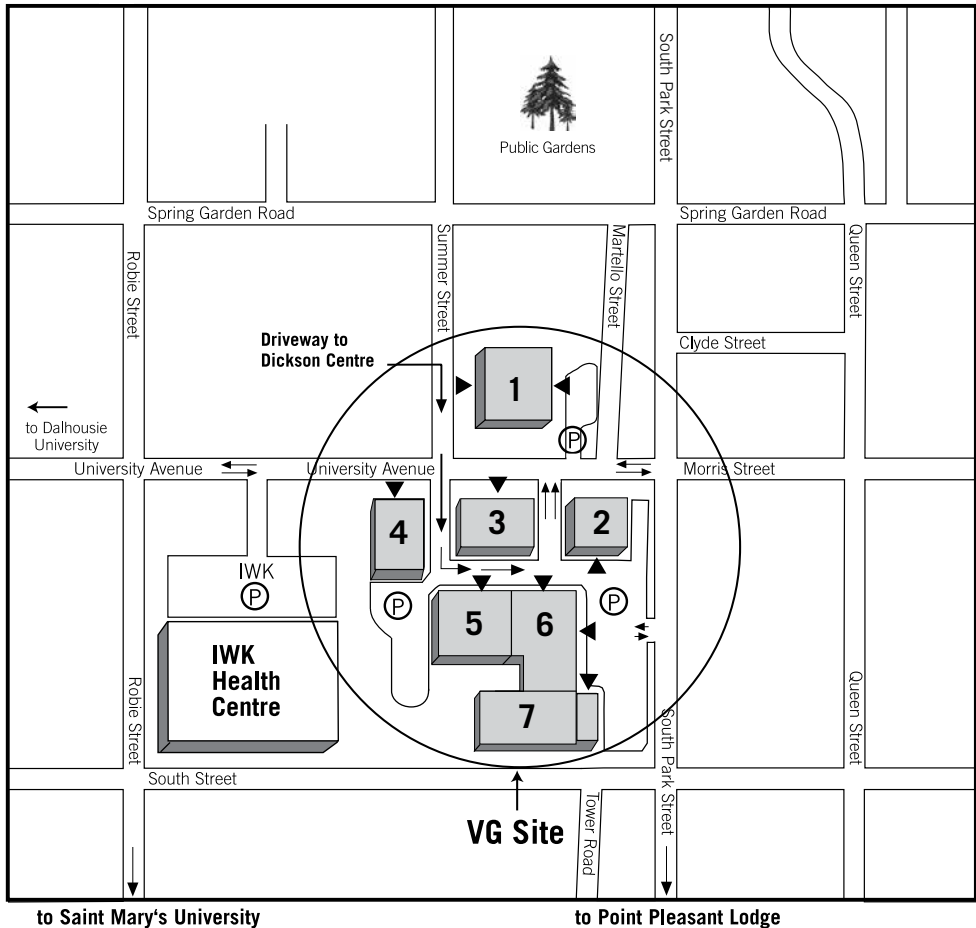 South Park Street
Public Gardens
Spring Garden Road
Spring Garden Road
Robie Street
Summer Street
Martello Street
Queen Street
Driveway to
Dickson Centre
Clyde Street
1
to Dalhousie
University
P
University Avenue
University Avenue
Morris Street
4
3
2
IWK
P
P
P
5
6
IWK
Health
Centre
7
Robie Street
South Park Street
Queen Street
South Street
VG Site
Tower Road
to Saint Mary's University
to Point Pleasant Lodge